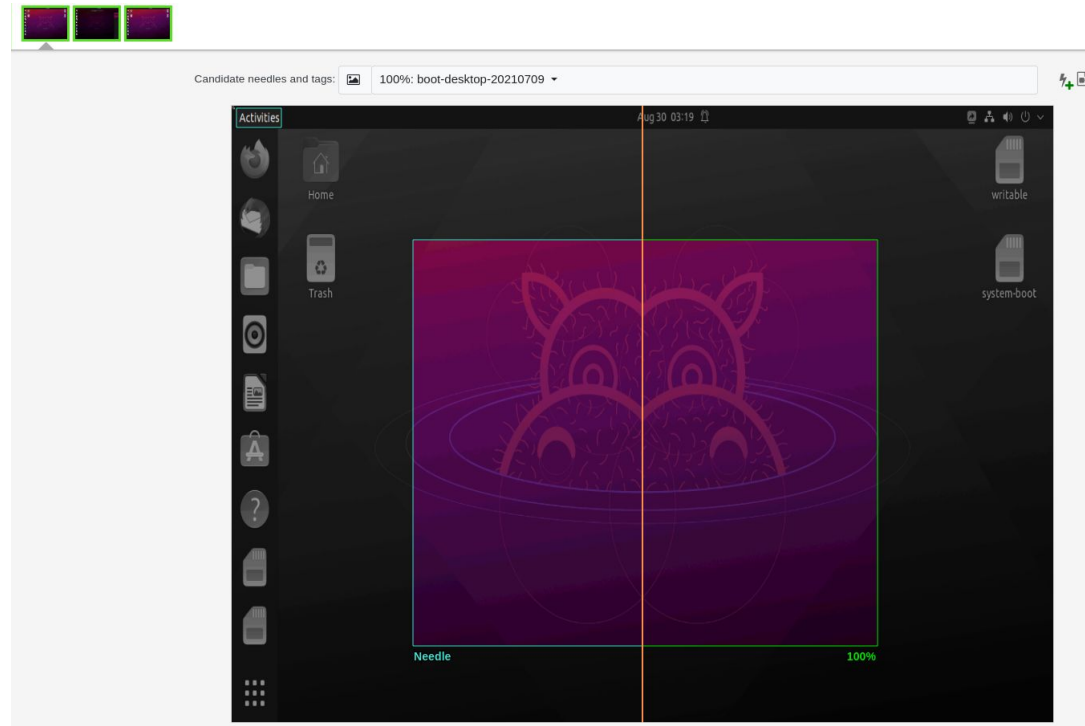 Candidate needles and tags: 100%: boot-desktop-20210709
Activities Aug 30 03:19
Home writable
Trash system-boot
Needle 100%